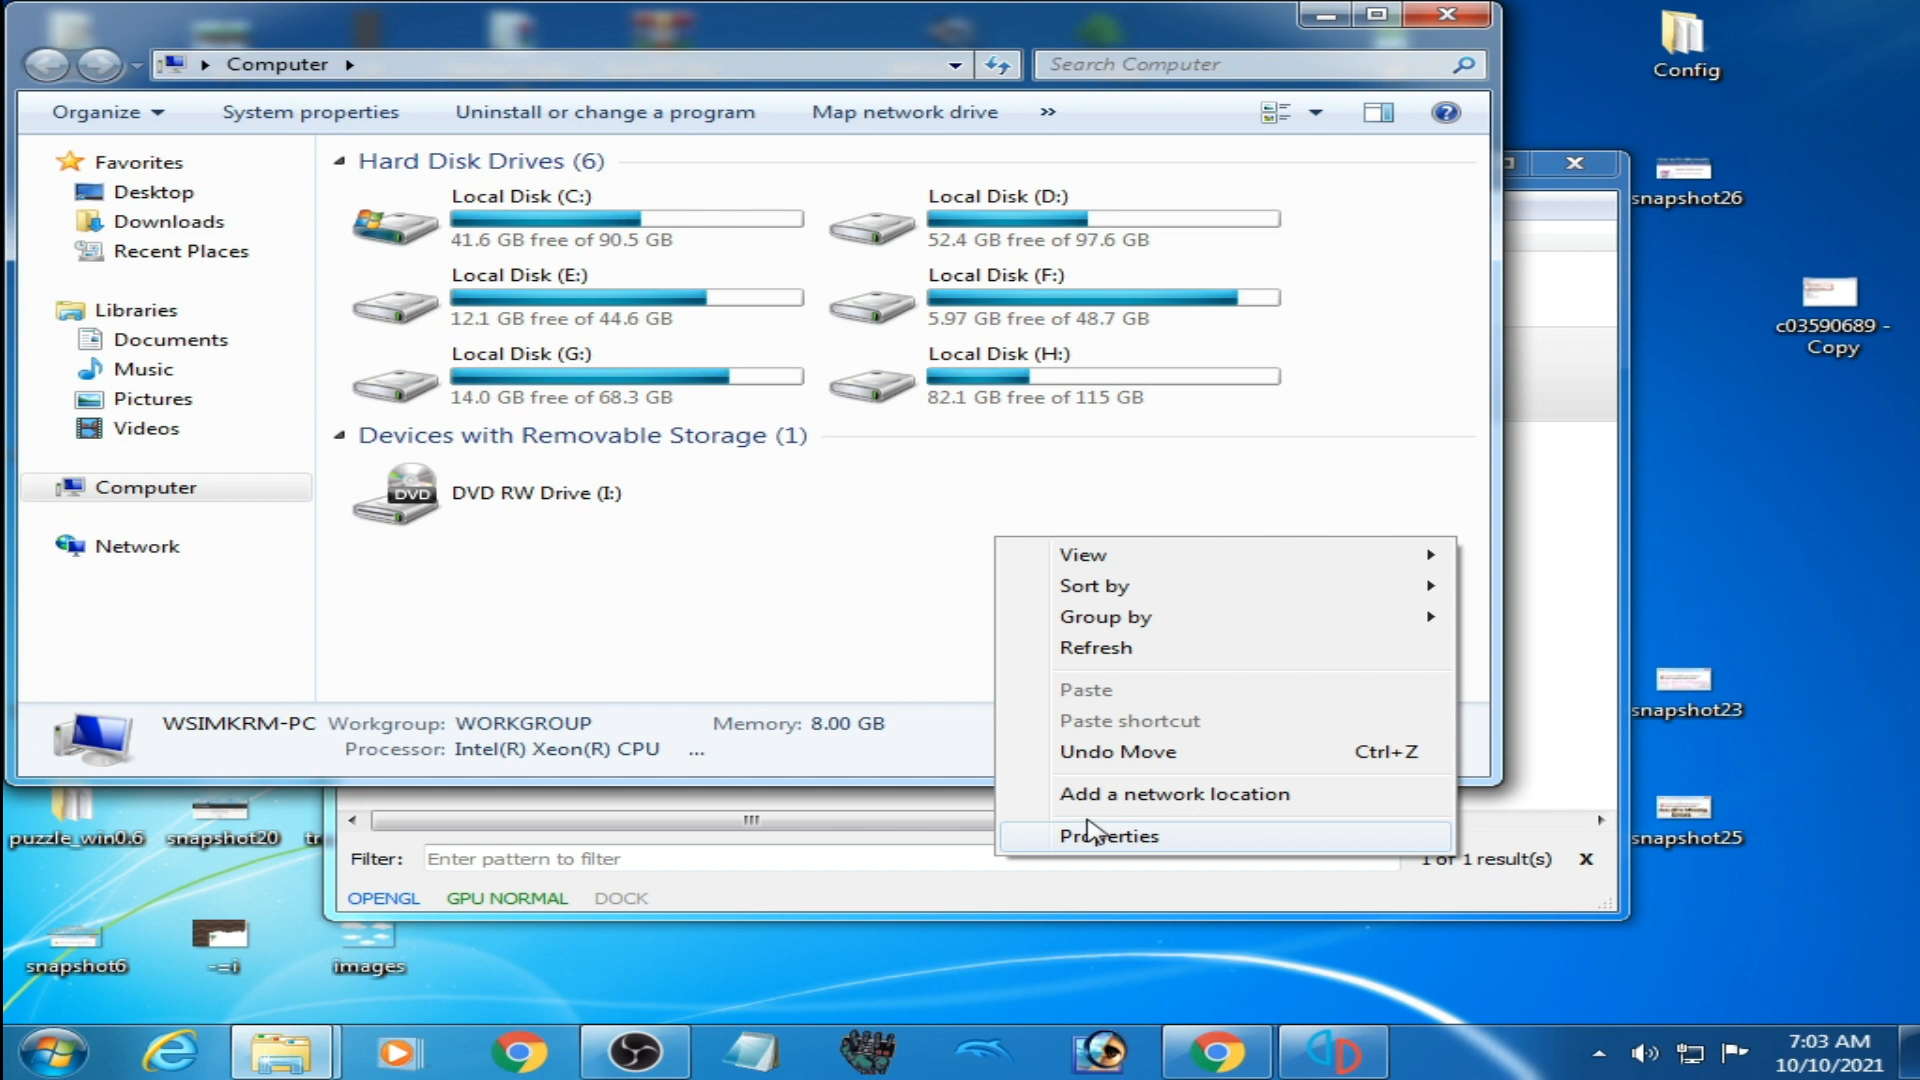 Computer
Search Computer
Organize
System properties
Uninstall or change a program
Map network drive
»
Favorites
Desktop
Downloads
Recent Places
Libraries
Documents
Music
Pictures
Videos
Computer
Network
Hard Disk Drives (6)
Local Disk (C:)
41.6 GB free of 90.5 GB
Local Disk (D:)
52.4 GB free of 97.6 GB
Local Disk (E:)
12.1 GB free of 44.6 GB
Local Disk (F:)
5.97 GB free of 48.7 GB
Local Disk (G:)
14.0 GB free of 68.3 GB
Local Disk (H:)
82.1 GB free of 115 GB
Devices with Removable Storage (1)
DVD
DVD RW Drive (I:)
View
Sort by
Group by
Refresh
Paste
Paste shortcut
Undo Move Ctrl+Z
Add a network location
Properties
WSIMKRM-PC Workgroup: WORKGROUP Memory: 8.00 GB
Processor: Intel(R) Xeon(R) CPU ...
Filter: Enter pattern to filter
1 of 1 result(s) X
OPENGL GPU NORMAL DOCK
Config
snapshot26
c03590689 -
Copy
snapshot23
snapshot25
puzzle_win0.6
snapshot20
snapshot6
-=i
images
7:03 AM
10/10/2021